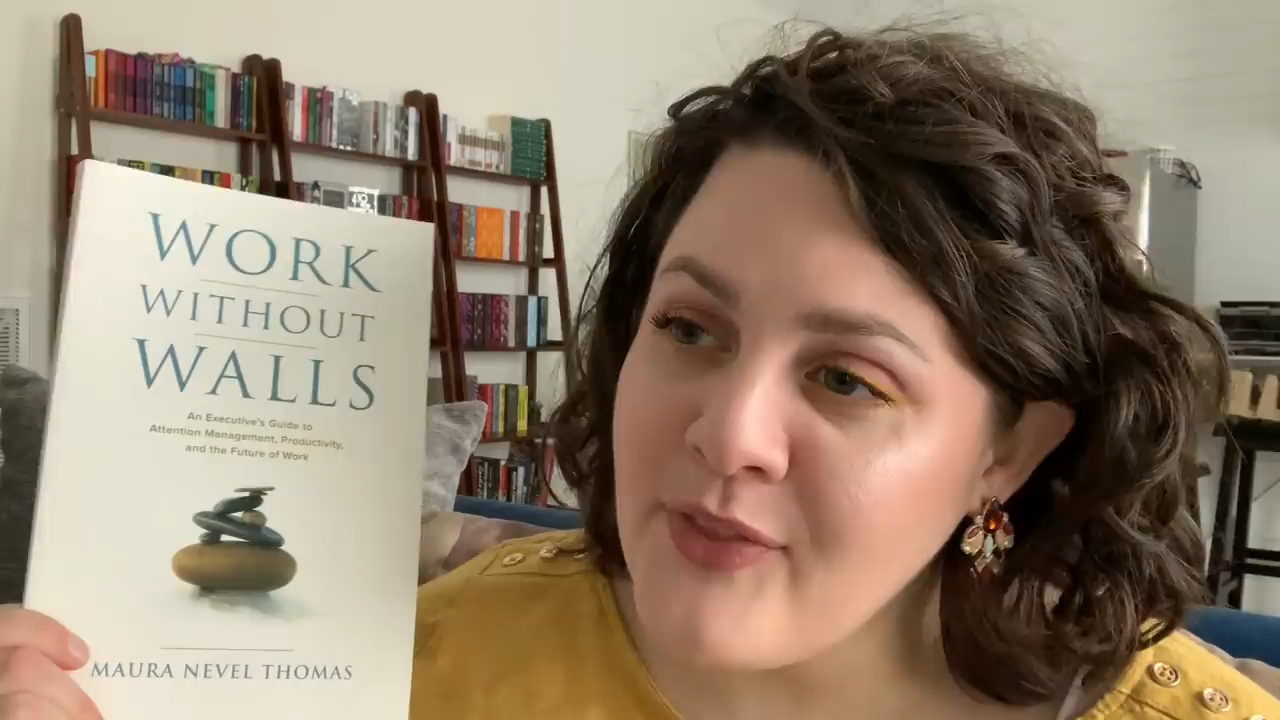 WORK
WITHOUT
WALLS
An Executive's Guide to
Attention Management, Productivity,
and the Future of Work
MAURA NEVEL THOMAS